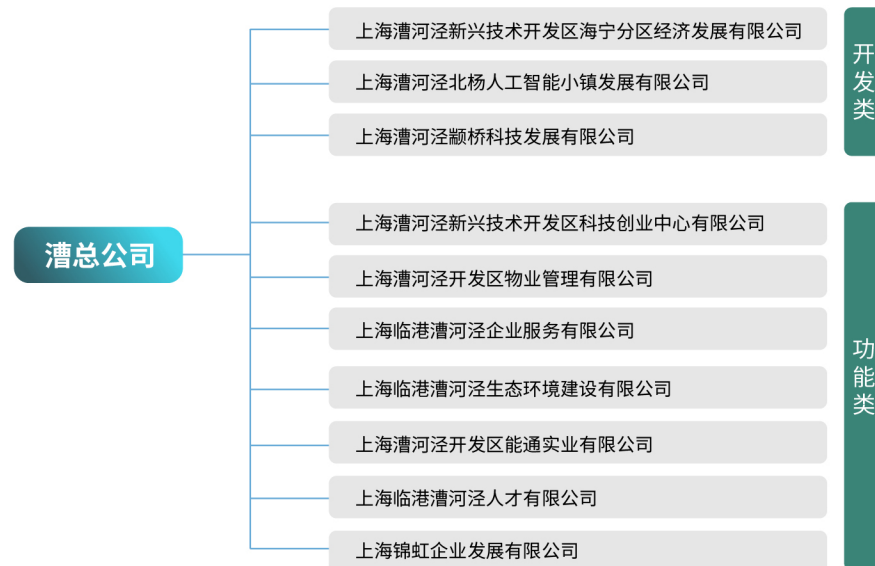 上海漕河泾新兴技术开发区海宁分区经济发展有限公司
上海漕河泾北杨人工智能小镇发展有限公司
上海漕河泾颛桥科技发展有限公司
开发类
漕总公司
上海漕河泾新兴技术开发区科技创业中心有限公司
上海漕河泾开发区物业管理有限公司
上海临港漕河泾企业服务有限公司
上海临港漕河泾生态环境建设有限公司
上海漕河泾开发区能通实业有限公司
上海临港漕河泾人才有限公司
上海锦虹企业发展有限公司
功能类